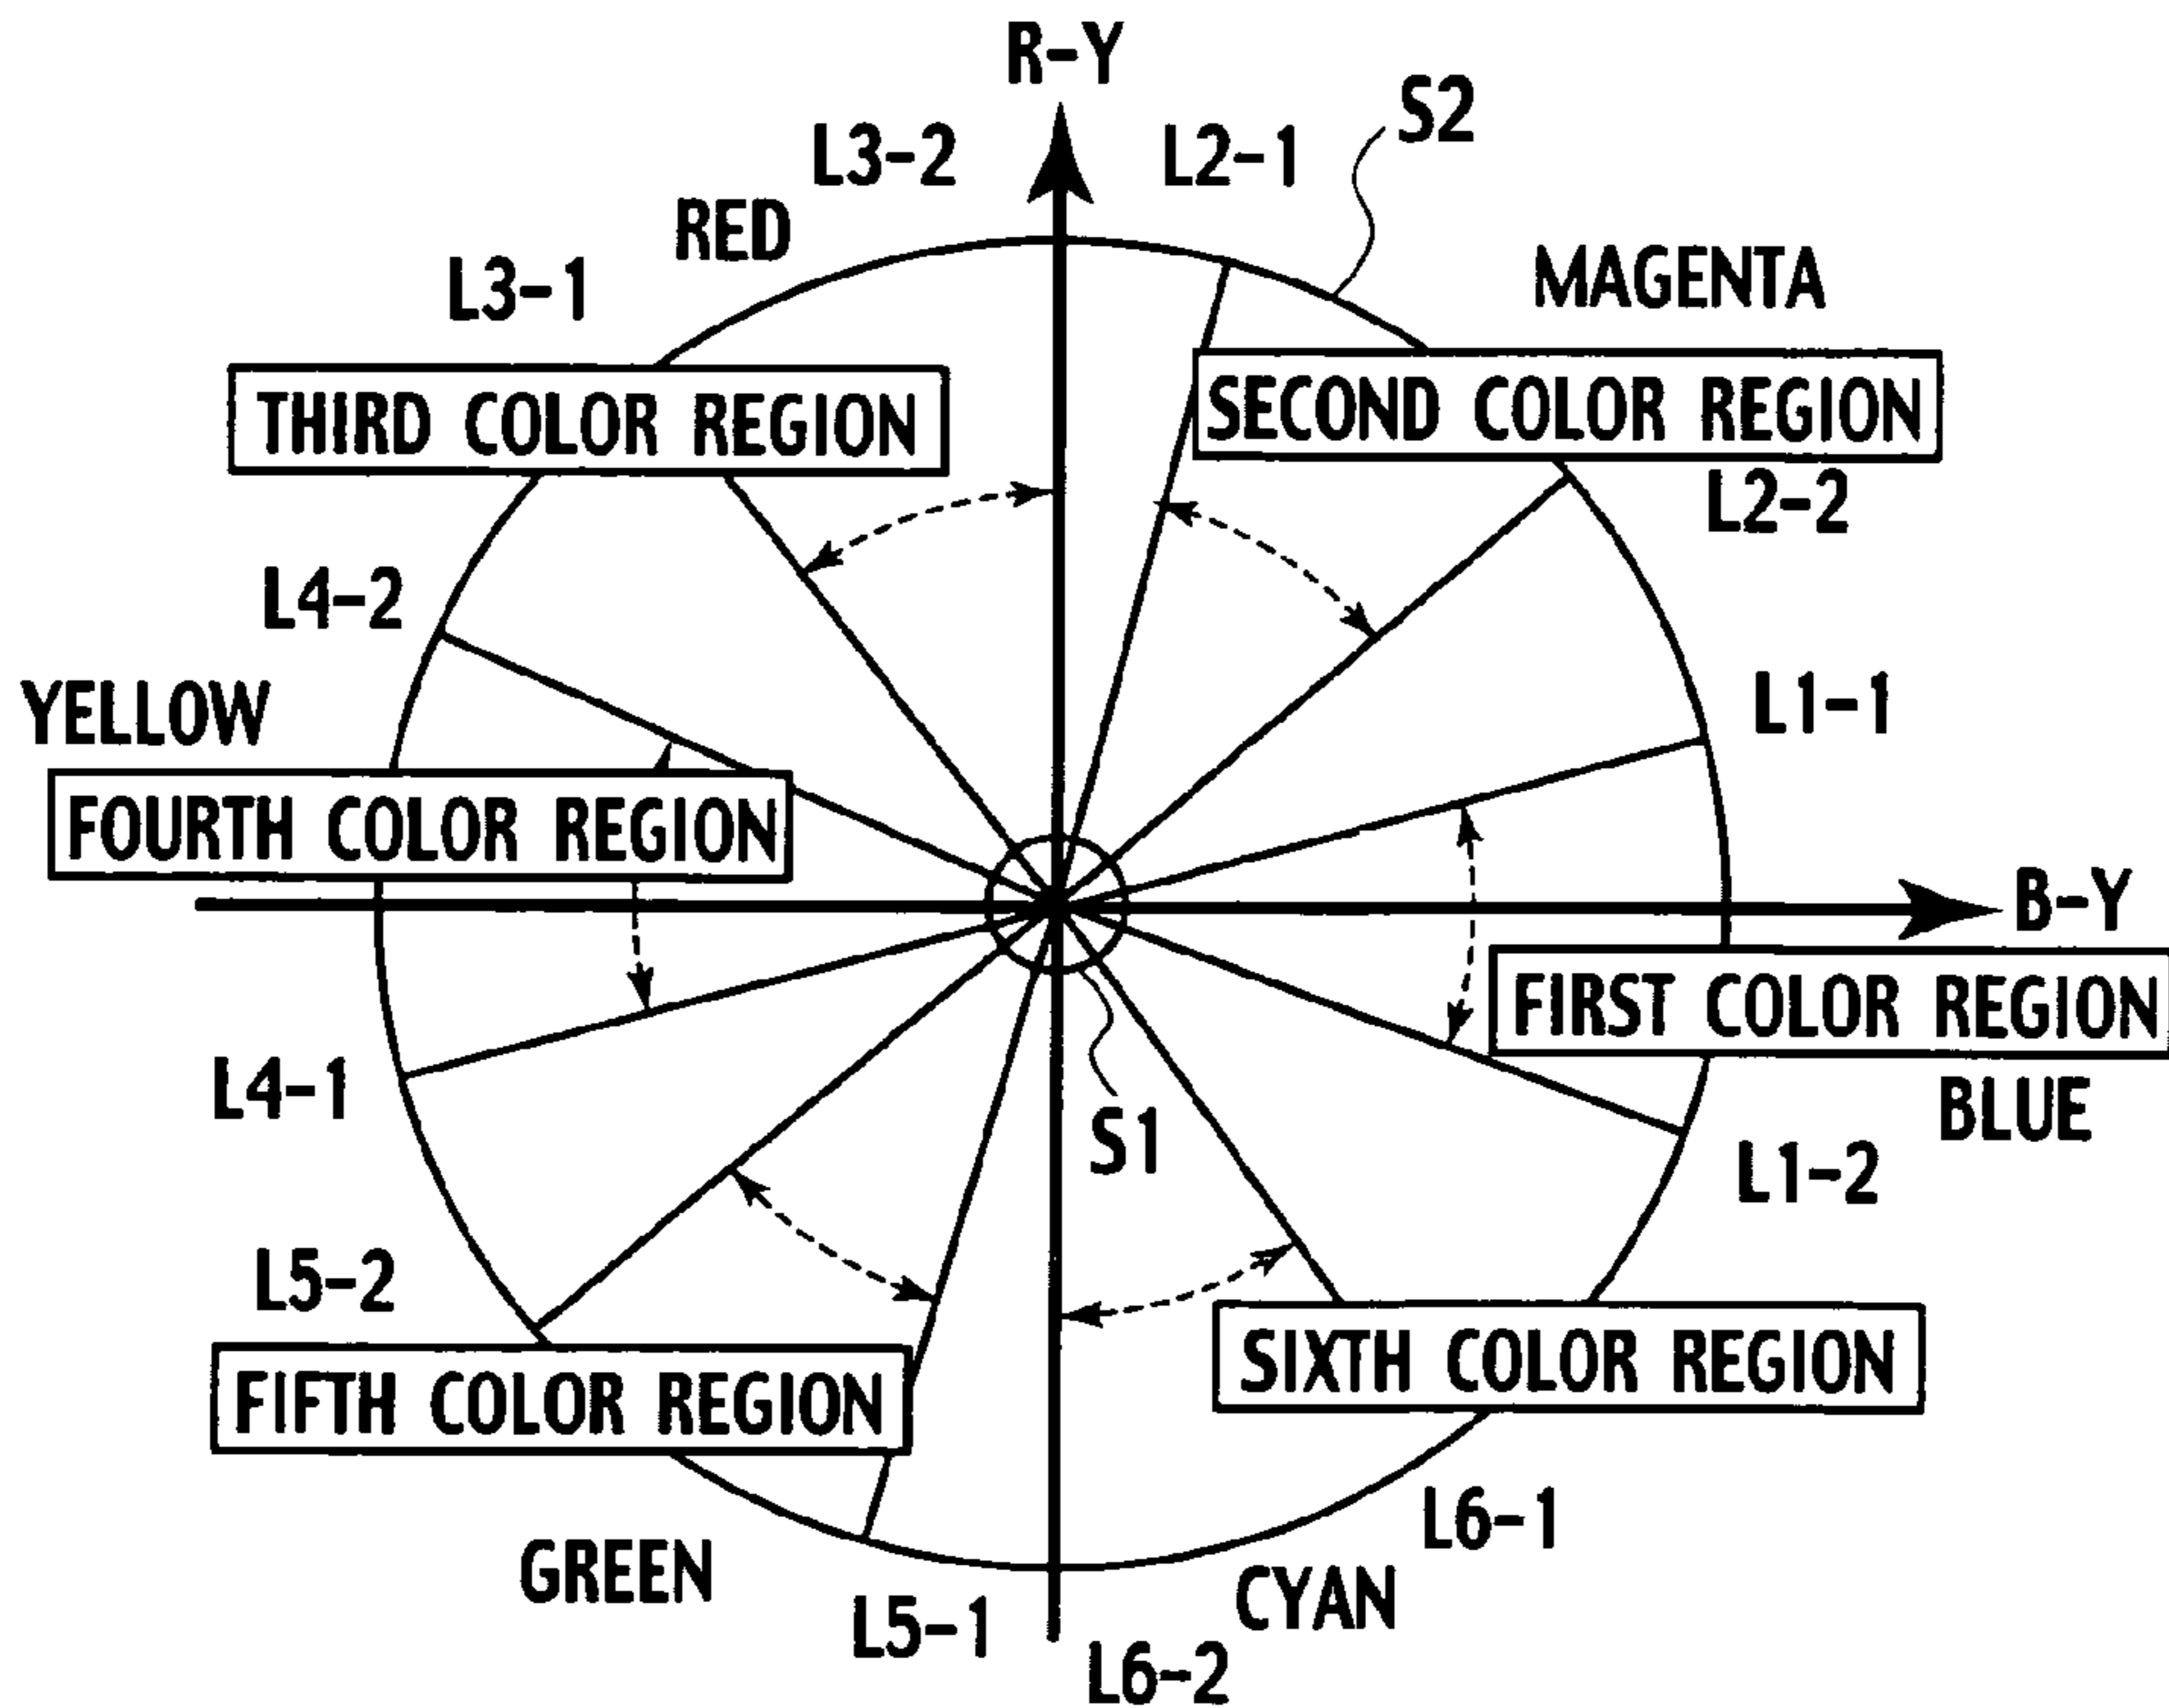 R-Y
S2
L3-2
L2-1
RED
MAGENTA
L3-1
THIRD COLOR REGION
SECOND COLOR REGION
L2-2
L4-2
L1-1
YELLOW
FOURTH COLOR REGION
B-Y
FIRST COLOR REGION
L4-1
BLUE
S1
L1-2
L5-2
SIXTH COLOR REGION
FIFTH COLOR REGION
L6-1
GREEN
CYAN
L5-1
L6-2